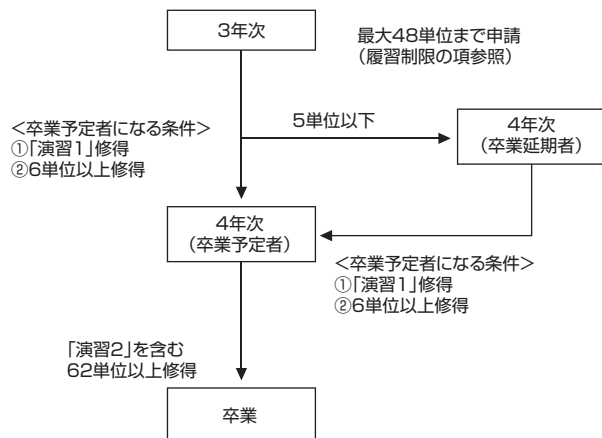 3年次
最大48単位まで申請
（履習制限の項参照）
＜卒業予定者になる条件＞
①「演習1」修得
②6単位以上修得
5単位以下
4年次
（卒業延期者）
4年次
（卒業予定者）
＜卒業予定者になる条件＞
①「演習1」修得
②6単位以上修得
「演習2」を含む
62単位以上修得
卒業